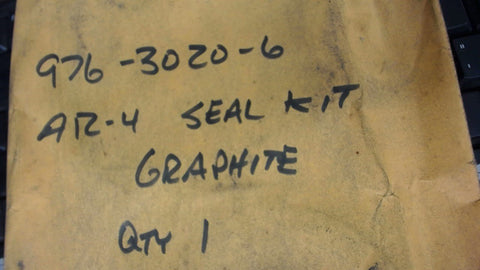 976-3020-6
AR-4 SEAL KIT
GRAPHITE
QTY 1